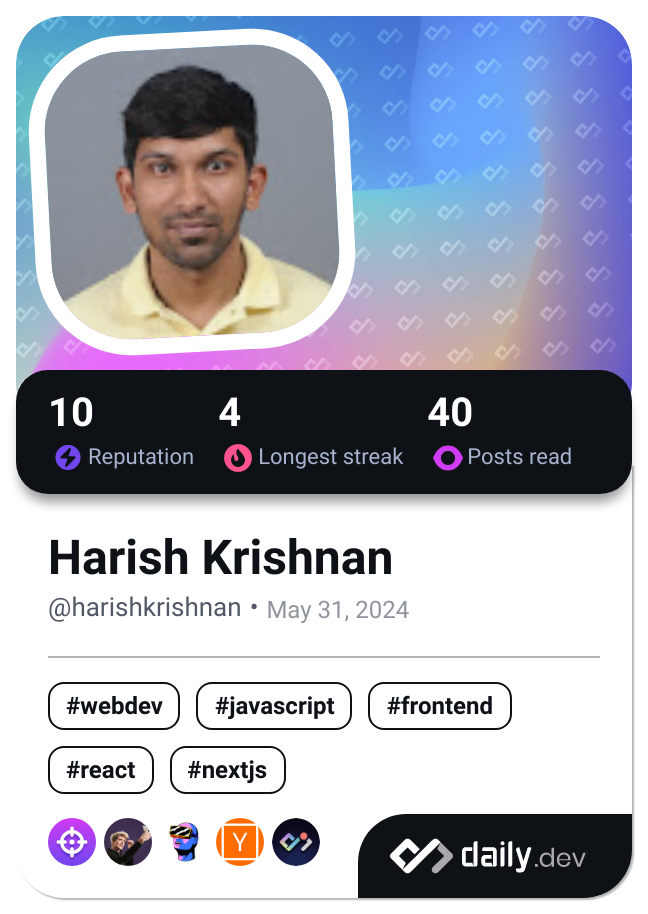 10 4 40
Reputation Longest streak Posts read
Harish Krishnan
@harishkrishnan • May 31, 2024
#webdev #javascript #frontend
#react #nextjs
Y
daily.dev